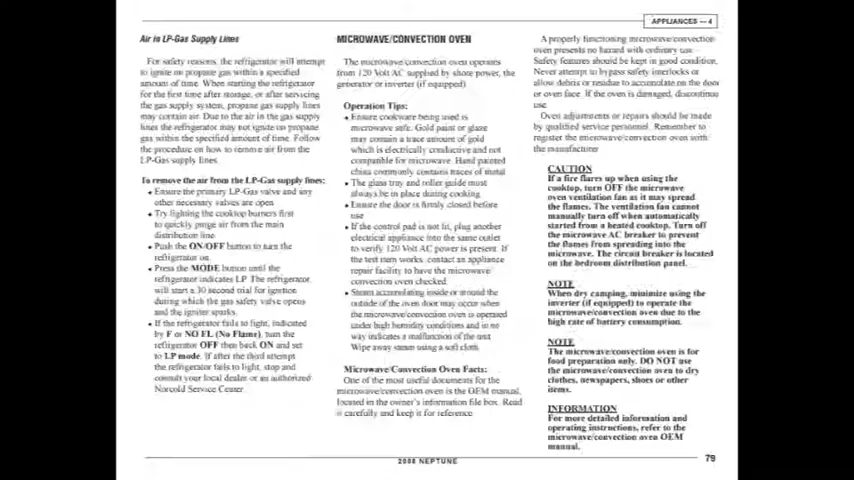 APPLIANCES — 4
Air in LP-Gas Supply Lines
For safety reasons, the refrigerator will attempt
to ignite on propane gas within a specified
amount of time. When starting the refrigerator
for the first time after storage, or after servicing
the gas supply system, propane gas supply lines
may contain air. Due to the air in the gas supply
lines the refrigerator may not ignite on propane
gas within the specified amount of time. Follow
the procedure on how to remove air from the
LP-Gas supply lines.
To remove the air from the LP-Gas supply lines:
• Ensure the primary LP-Gas valve and any
other necessary valves are open.
• Try lighting the cooktop burners first
to quickly purge air from the main
distribution line.
• Push the ON/OFF button to turn the
refrigerator on.
• Press the MODE button until the
refrigerator indicates LP. The refrigerator
will start a 30 second trial for ignition
during which the gas safety valve opens
and the igniter sparks.
• If the refrigerator fails to light, indicated
by F or NO FL (No Flame), turn the
refrigerator OFF then back ON and set
to LP mode. If after the third attempt
the refrigerator fails to light, stop and
consult your local dealer or an authorized
Norcold Service Center.
MICROWAVE/CONVECTION OVEN
The microwave/convection oven operates
from 120 Volt AC supplied by shore power, the
generator or inverter (if equipped).
Operation Tips:
• Ensure cookware being used is
microwave safe. Gold paint or glaze
may contain a trace amount of gold
which is electrically conductive and not
compatible for microwave. Hand painted
china commonly contains traces of metal.
• The glass tray and roller guide must
always be in place during cooking.
• Ensure the door is firmly closed before
use.
• If the control pad is not lit, plug another
electrical appliance into the same outlet
to verify 120 Volt AC power is present. If
the test item works, contact an appliance
repair facility to have the microwave/
convection oven checked.
• Steam accumulating inside or around the
outside of the oven door may occur when
the microwave/convection oven is operated
under high humidity conditions and in no
way indicates a malfunction of the unit.
Wipe away steam using a soft cloth.
Microwave/Convection Oven Facts:
One of the most useful documents for the
microwave/convection oven is the OEM manual,
located in the owner's information file box. Read
it carefully and keep it for reference.
A properly functioning microwave/convection
oven presents no hazard with ordinary use.
Safety features should be kept in good condition.
Never attempt to bypass safety interlocks or
allow debris or residue to accumulate on the door
or oven face. If the oven is damaged, discontinue
use.
Oven adjustments or repairs should be made
by qualified service personnel. Remember to
register the microwave/convection oven with
the manufacturer.
CAUTION
If a fire flares up when using the
cooktop, turn OFF the microwave
oven ventilation fan as it may spread
the flames. The ventilation fan cannot
manually turn off when automatically
started from a heated cooktop. Turn off
the microwave AC breaker to prevent
the flames from spreading into the
microwave. The circuit breaker is located
on the bedroom distribution panel.
NOTE
When dry camping, minimize using the
inverter (if equipped) to operate the
microwave/convection oven due to the
high rate of battery consumption.
NOTE
The microwave/convection oven is for
food preparation only. DO NOT use
the microwave/convection oven to dry
clothes, newspapers, shoes or other
items.
INFORMATION
For more detailed information and
operating instructions, refer to the
microwave/convection oven OEM
manual.
2008 NEPTUNE
79